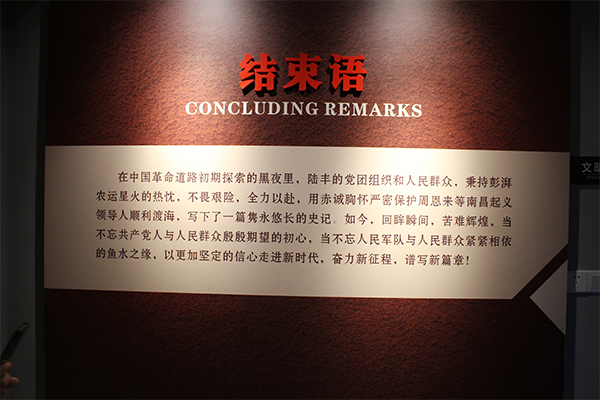 结束语
CONCLUDING REMARKS
在中国革命道路初期探索的黑夜里，陆丰的党团组织和人民群众，秉持彭湃
农运星火的热忱，不畏艰险，全力以赴，用赤诚胸怀严密保护周恩来等南昌起义
领导人顺利渡海，写下了一篇隽永悠长的史记。如今，回眸瞬间，苦难辉煌，当
不忘共产党人与人民群众殷殷期望的初心，当不忘人民军队与人民群众紧紧相依
的鱼水之缘，以更加坚定的信心走进新时代，奋力新征程，谱写新篇章！
文明